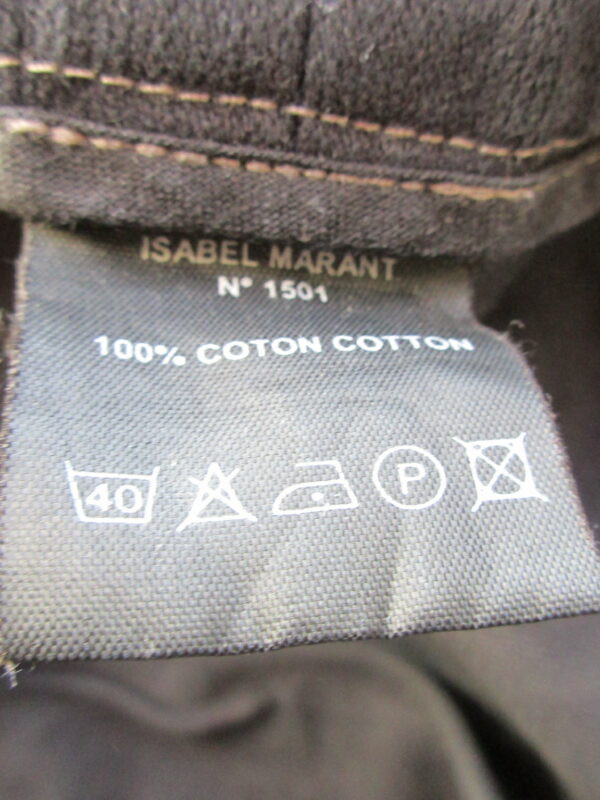 ISABEL MARANT
N° 1501
100% COTON COTTON
40 P